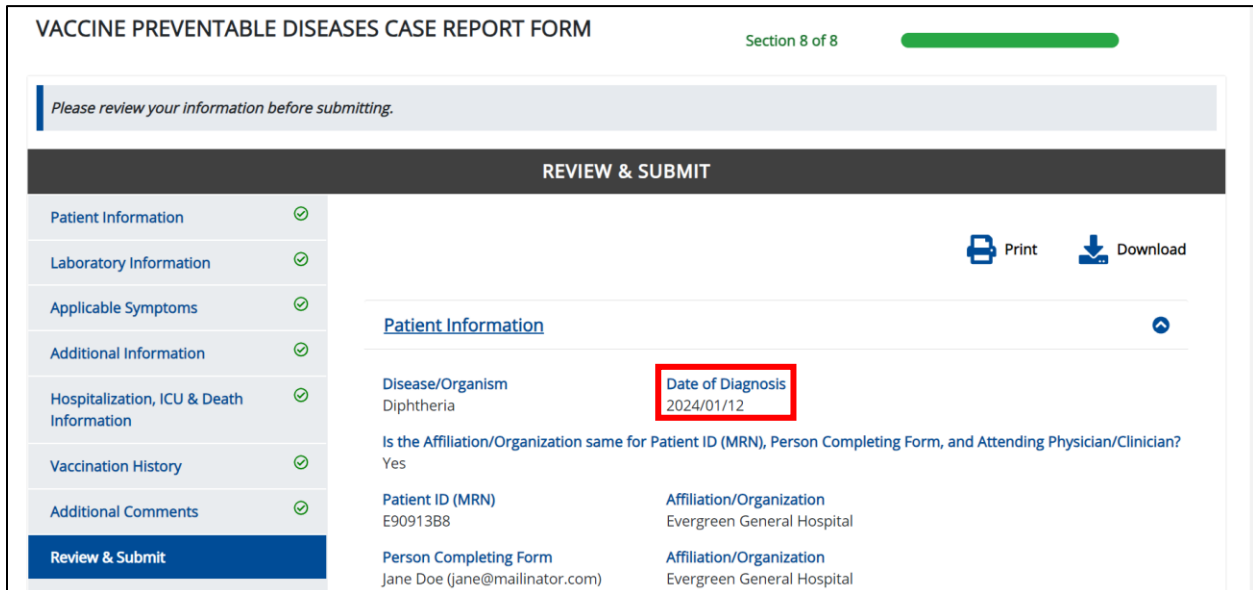 VACCINE PREVENTABLE DISEASES CASE REPORT FORM
Section 8 of 8
Please review your information before submitting.
REVIEW & SUBMIT
Patient Information
Laboratory Information
Applicable Symptoms
Additional Information
Hospitalization, ICU & Death
Information
Vaccination History
Additional Comments
Review & Submit
Print
Download
Patient Information
Disease/Organism
Diphtheria
Date of Diagnosis
2024/01/12
Is the Affiliation/Organization same for Patient ID (MRN), Person Completing Form, and Attending Physician/Clinician?
Yes
Patient ID (MRN)
E90913B8
Affiliation/Organization
Evergreen General Hospital
Person Completing Form
Jane Doe (jane@mailinator.com)
Affiliation/Organization
Evergreen General Hospital